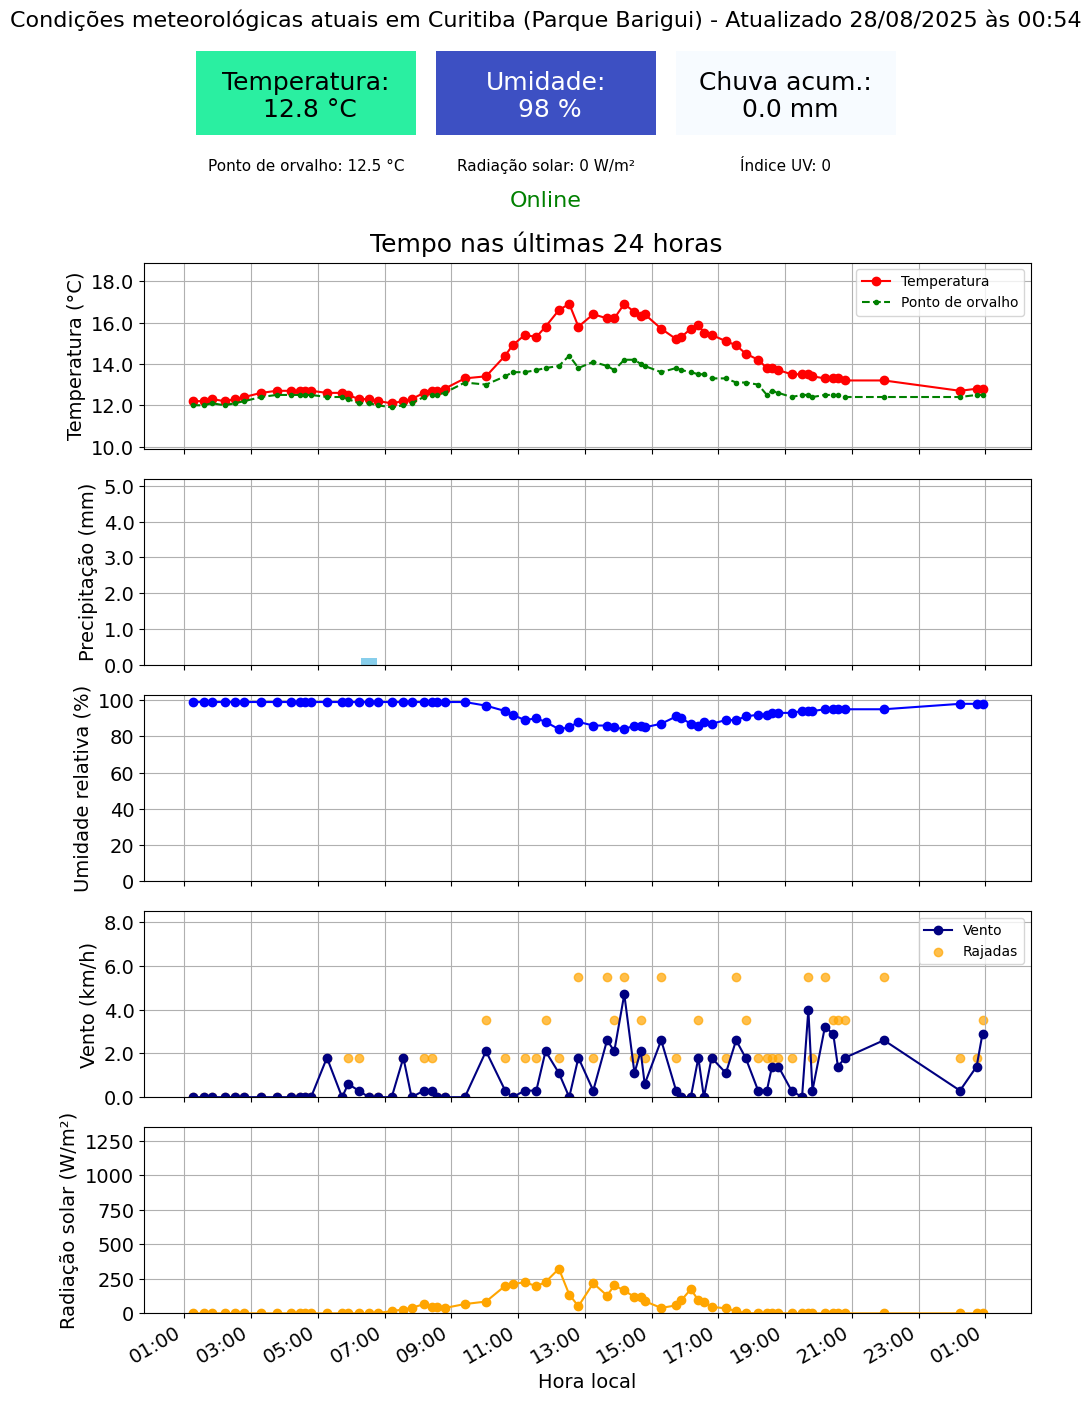 Condições meteorológicas atuais em Curitiba (Parque Barigui) - Atualizado 28/08/2025 às 00:54
Temperatura:
12.8 °C
Umidade:
98 %
Chuva acum.:
0.0 mm
Ponto de orvalho: 12.5 °C
Radiação solar: 0 W/m²
Índice UV: 0
Online
Tempo nas últimas 24 horas
Temperatura (°C)
18.0
16.0
14.0
12.0
10.0
Temperatura
Ponto de orvalho
Precipitação (mm)
5.0
4.0
3.0
2.0
1.0
0.0
Umidade relativa (%)
100
80
60
40
20
0
Vento (km/h)
8.0
6.0
4.0
2.0
0.0
Vento
Rajadas
Radiação solar (W/m²)
1250
1000
750
500
250
0
01:00
03:00
05:00
07:00
09:00
11:00
13:00
15:00
17:00
19:00
21:00
23:00
01:00
Hora local